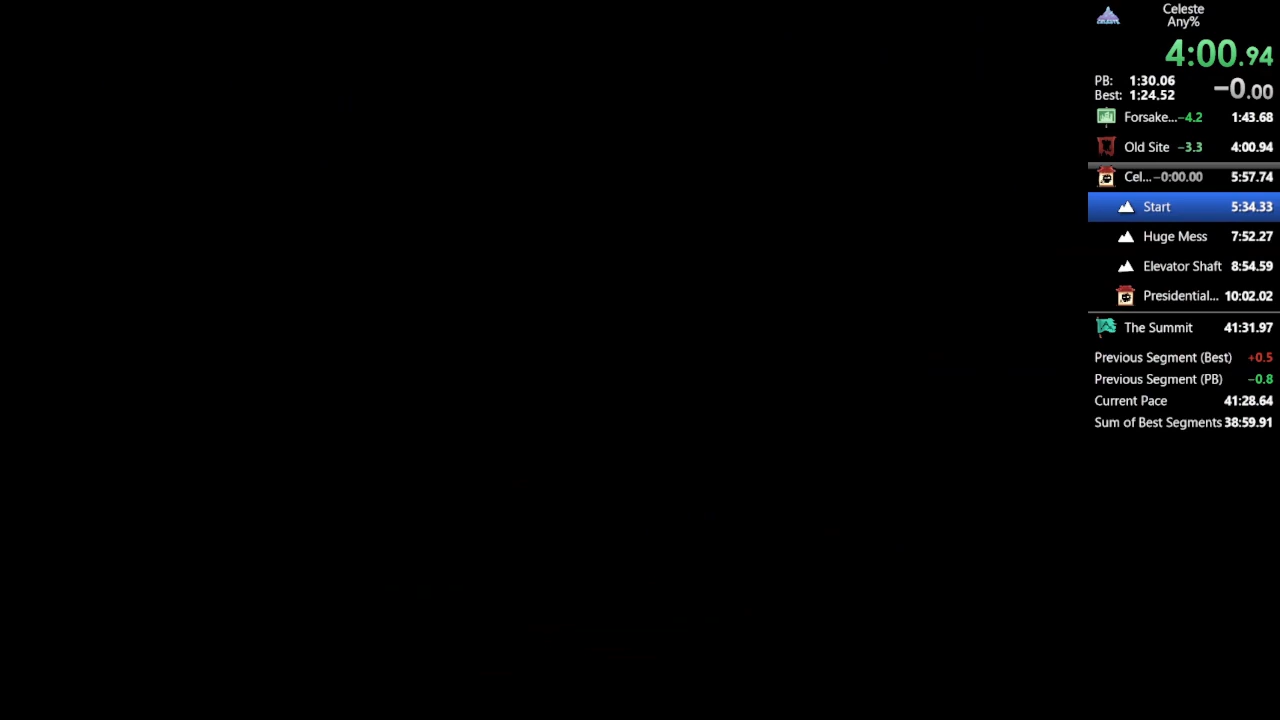 Celeste
Any%
4:00.94
PB: 1:30.06
Best: 1:24.52
−0.00
Forsake... −4.2 1:43.68
Old Site −3.3 4:00.94
Cel... −0:00.00 5:57.74
Start 5:34.33
Huge Mess 7:52.27
Elevator Shaft 8:54.59
Presidential... 10:02.02
The Summit 41:31.97
Previous Segment (Best) +0.5
Previous Segment (PB) −0.8
Current Pace 41:28.64
Sum of Best Segments 38:59.91